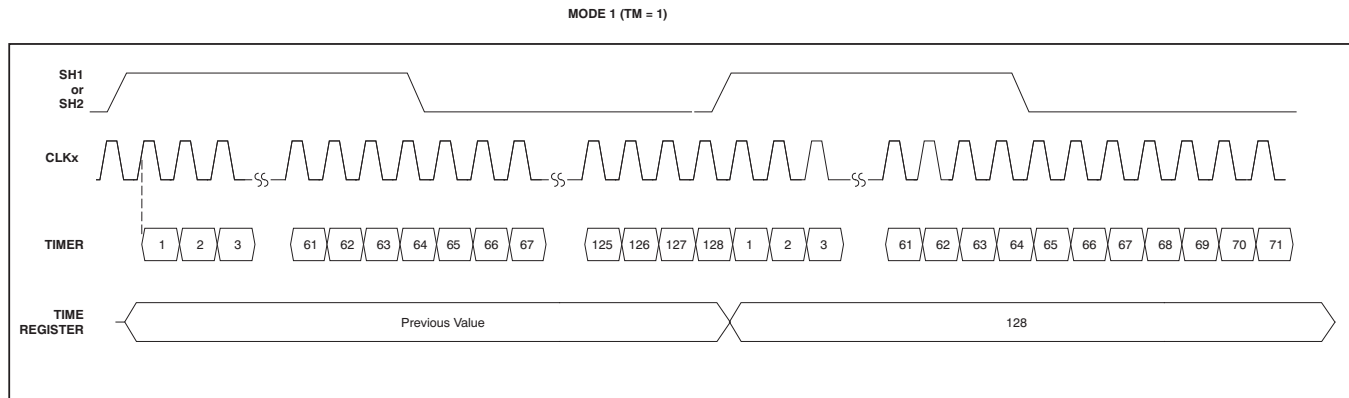 MODE 1 (TM = 1)
SH1
or
SH2
CLKx
TIMER
1 2 3 61 62 63 64 65 66 67 125 126 127 128 1 2 3 61 62 63 64 65 66 67 68 69 70 71
TIME
REGISTER
Previous Value 128